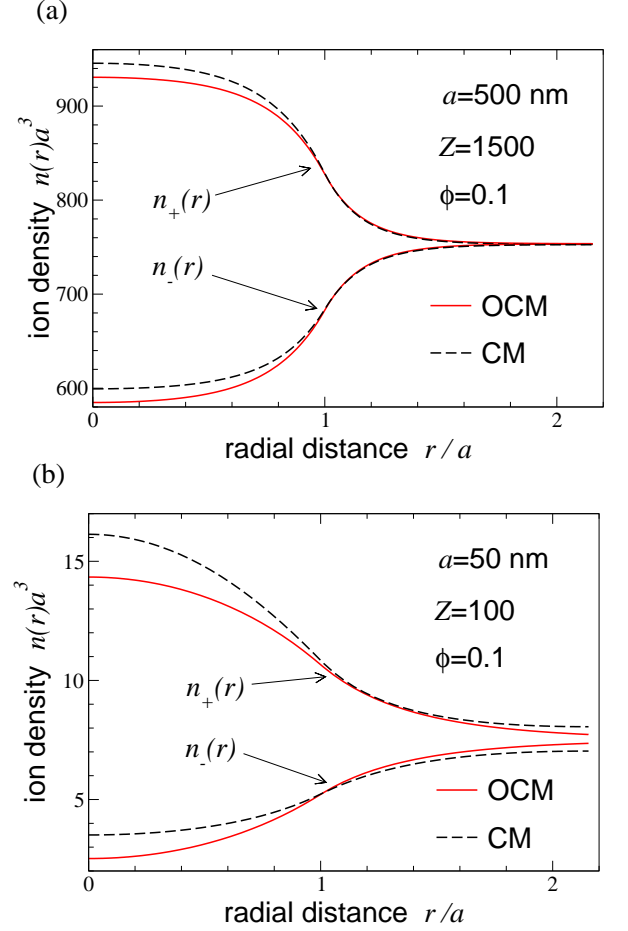 (a)
ion density n(r)a³
900
800
700
600
a=500 nm
Z=1500
ϕ=0.1
n₊(r)
n₋(r)
OCM
CM
0 1 2
radial distance r/a
(b)
ion density n(r)a³
15
10
5
a=50 nm
Z=100
ϕ=0.1
n₊(r)
n₋(r)
OCM
CM
0 1 2
radial distance r/a